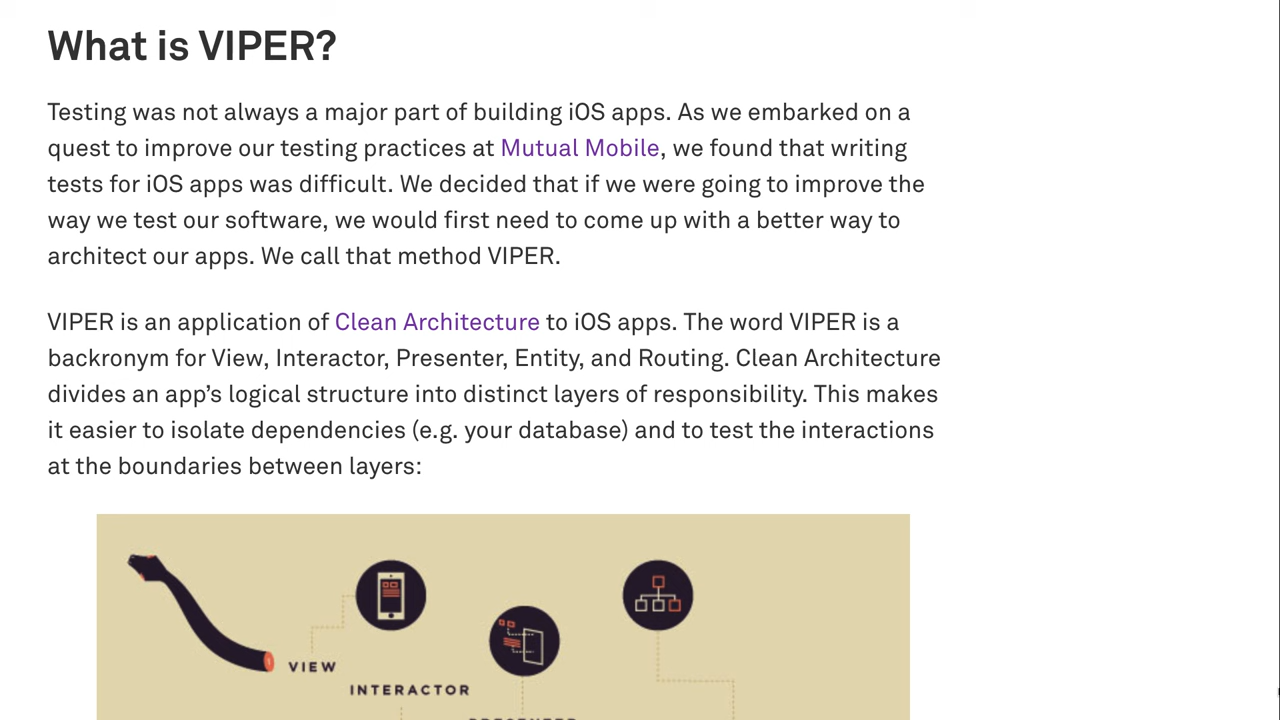 What is VIPER?
Testing was not always a major part of building iOS apps. As we embarked on a
quest to improve our testing practices at Mutual Mobile, we found that writing
tests for iOS apps was difficult. We decided that if we were going to improve the
way we test our software, we would first need to come up with a better way to
architect our apps. We call that method VIPER.
VIPER is an application of Clean Architecture to iOS apps. The word VIPER is a
backronym for View, Interactor, Presenter, Entity, and Routing. Clean Architecture
divides an app’s logical structure into distinct layers of responsibility. This makes
it easier to isolate dependencies (e.g. your database) and to test the interactions
at the boundaries between layers:
VIEW
INTERACTOR